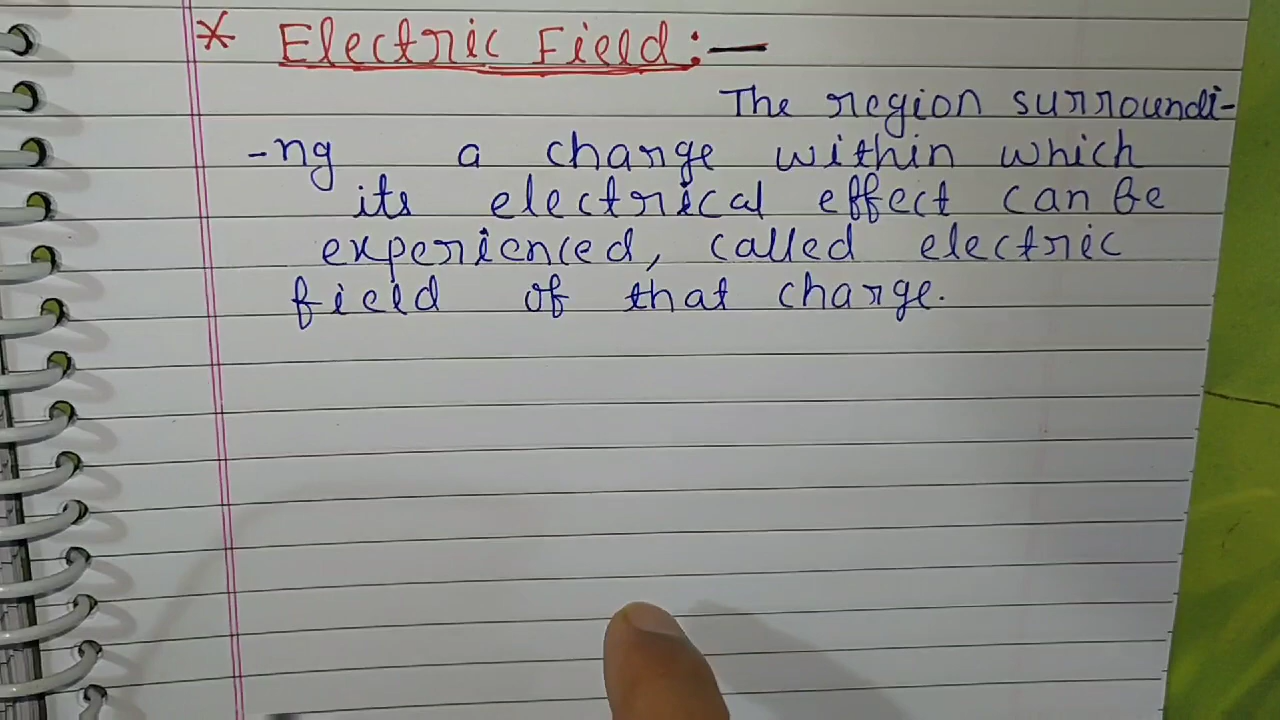 * Electric Field :—
The region surroundi-
-ng a charge within which
its electrical effect can be
experienced, called electric
field of that charge.